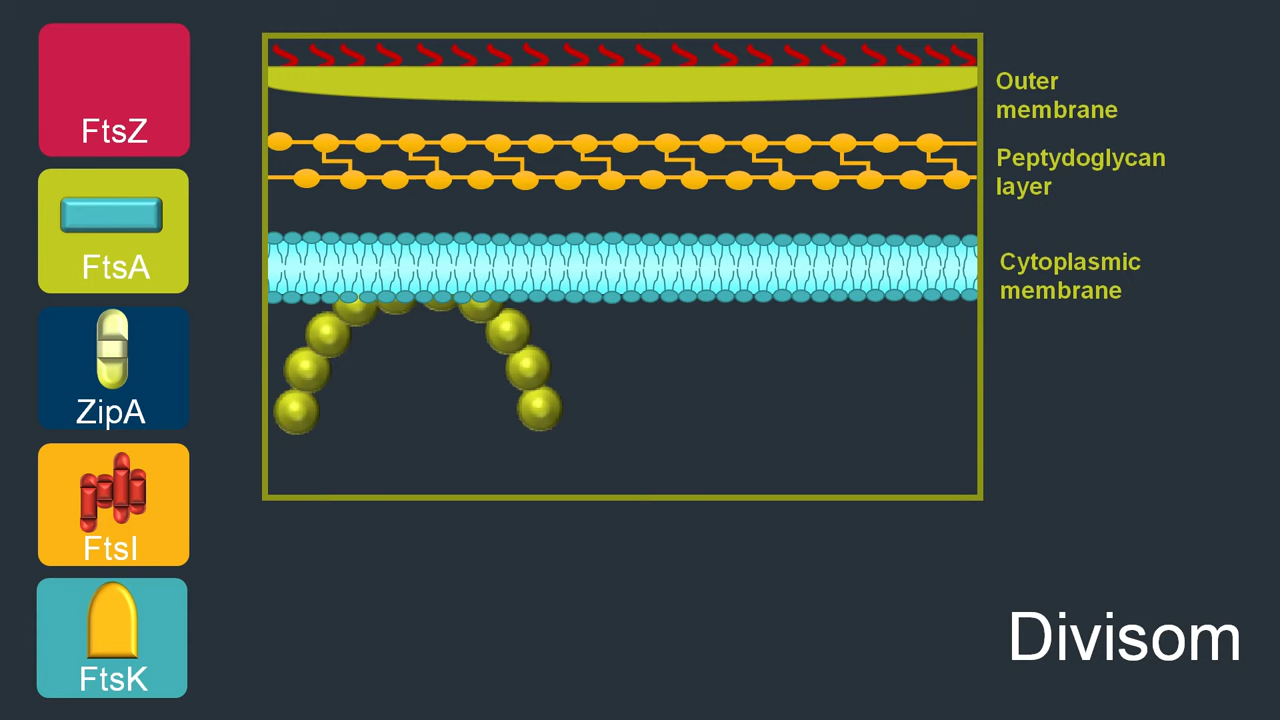 FtsZ
FtsA
ZipA
FtsI
FtsK
Outer
membrane
Peptydoglycan
layer
Cytoplasmic
membrane
Divisom